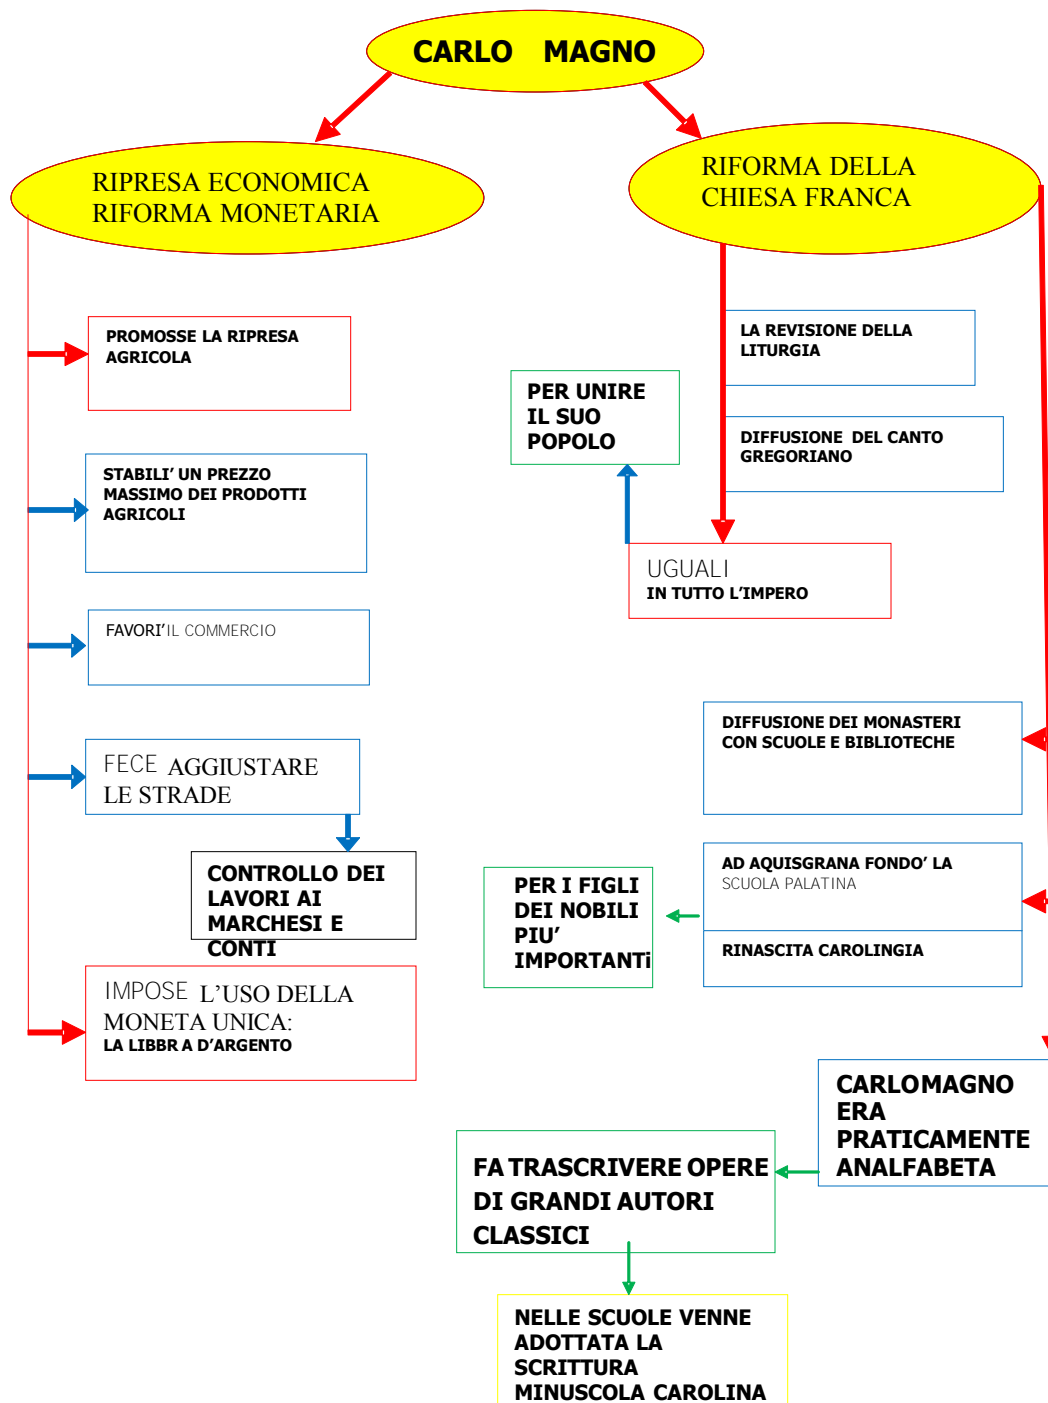 CARLO MAGNO
RIPRESA ECONOMICA
RIFORMA MONETARIA
RIFORMA DELLA
CHIESA FRANCA
PROMOSSE LA RIPRESA
AGRICOLA
STABILI’ UN PREZZO
MASSIMO DEI PRODOTTI
AGRICOLI
FAVORI’IL COMMERCIO
FECE AGGIUSTARE
LE STRADE
CONTROLLO DEI
LAVORI AI
MARCHESI E
CONTI
IMPOSE L’USO DELLA
MONETA UNICA:
LA LIBBR A D’ARGENTO
LA REVISIONE DELLA
LITURGIA
DIFFUSIONE DEL CANTO
GREGORIANO
PER UNIRE
IL SUO
POPOLO
UGUALI
IN TUTTO L’IMPERO
DIFFUSIONE DEI MONASTERI
CON SCUOLE E BIBLIOTECHE
AD AQUISGRANA FONDO’ LA
SCUOLA PALATINA
RINASCITA CAROLINGIA
PER I FIGLI
DEI NOBILI
PIU’
IMPORTANTi
CARLOMAGNO
ERA
PRATICAMENTE
ANALFABETA
FA TRASCRIVERE OPERE
DI GRANDI AUTORI
CLASSICI
NELLE SCUOLE VENNE
ADOTTATA LA
SCRITTURA
MINUSCOLA CAROLINA